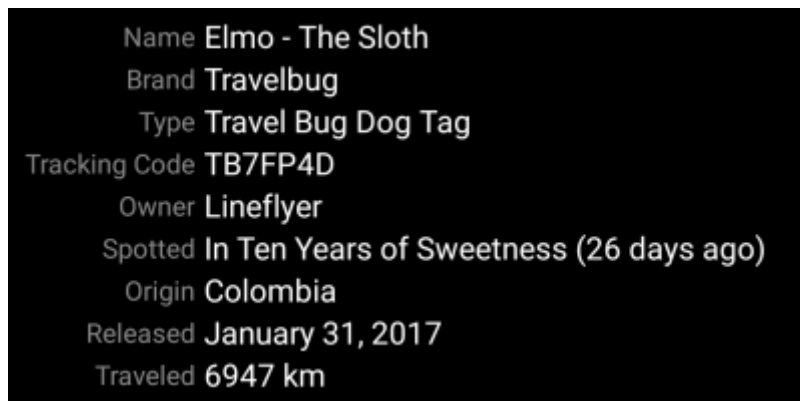 Name Elmo - The Sloth
Brand Travelbug
Type Travel Bug Dog Tag
Tracking Code TB7FP4D
Owner Lineflyer
Spotted In Ten Years of Sweetness (26 days ago)
Origin Colombia
Released January 31, 2017
Traveled 6947 km